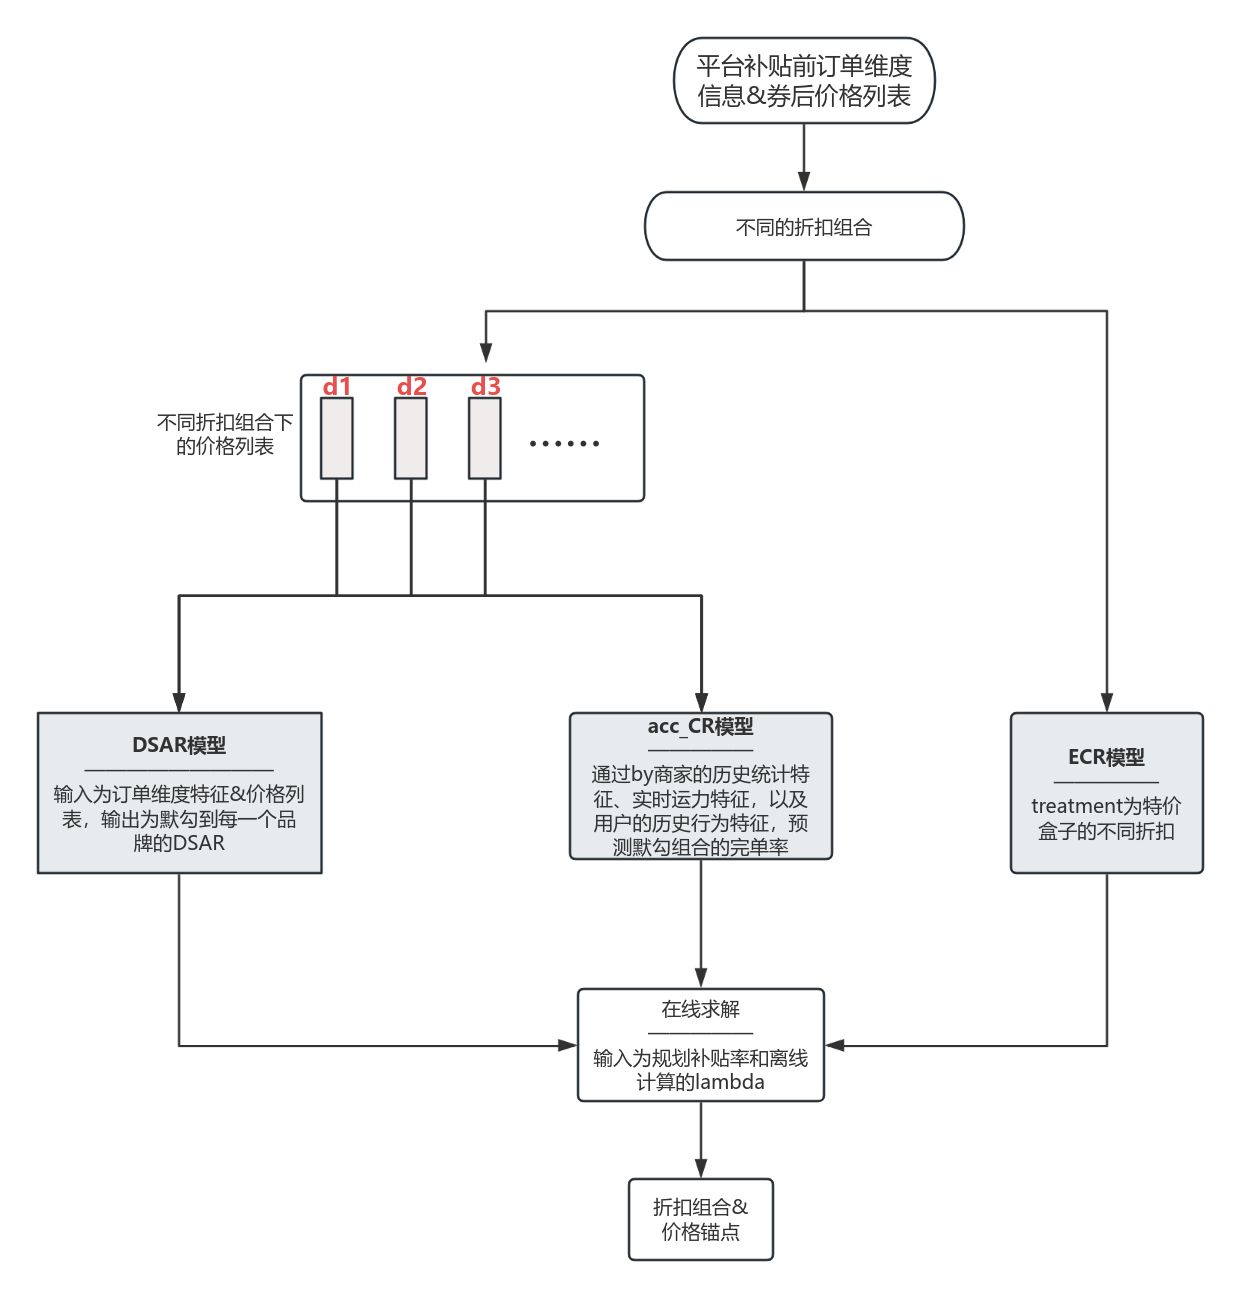 平台补贴前订单维度
信息&券后价格列表
不同的折扣组合
d1
d2
d3
不同折扣组合下
的价格列表
DSAR模型
输入为订单维度特征&价格列
表，输出为默勾到每一个品
牌的DSAR
acc_CR模型
通过by商家的历史统计特
征、实时运力特征，以及
用户的历史行为特征，预
测默勾组合的完单率
ECR模型
treatment为特价
盒子的不同折扣
在线求解
输入为规划补贴率和离线
计算的lambda
折扣组合&
价格锚点